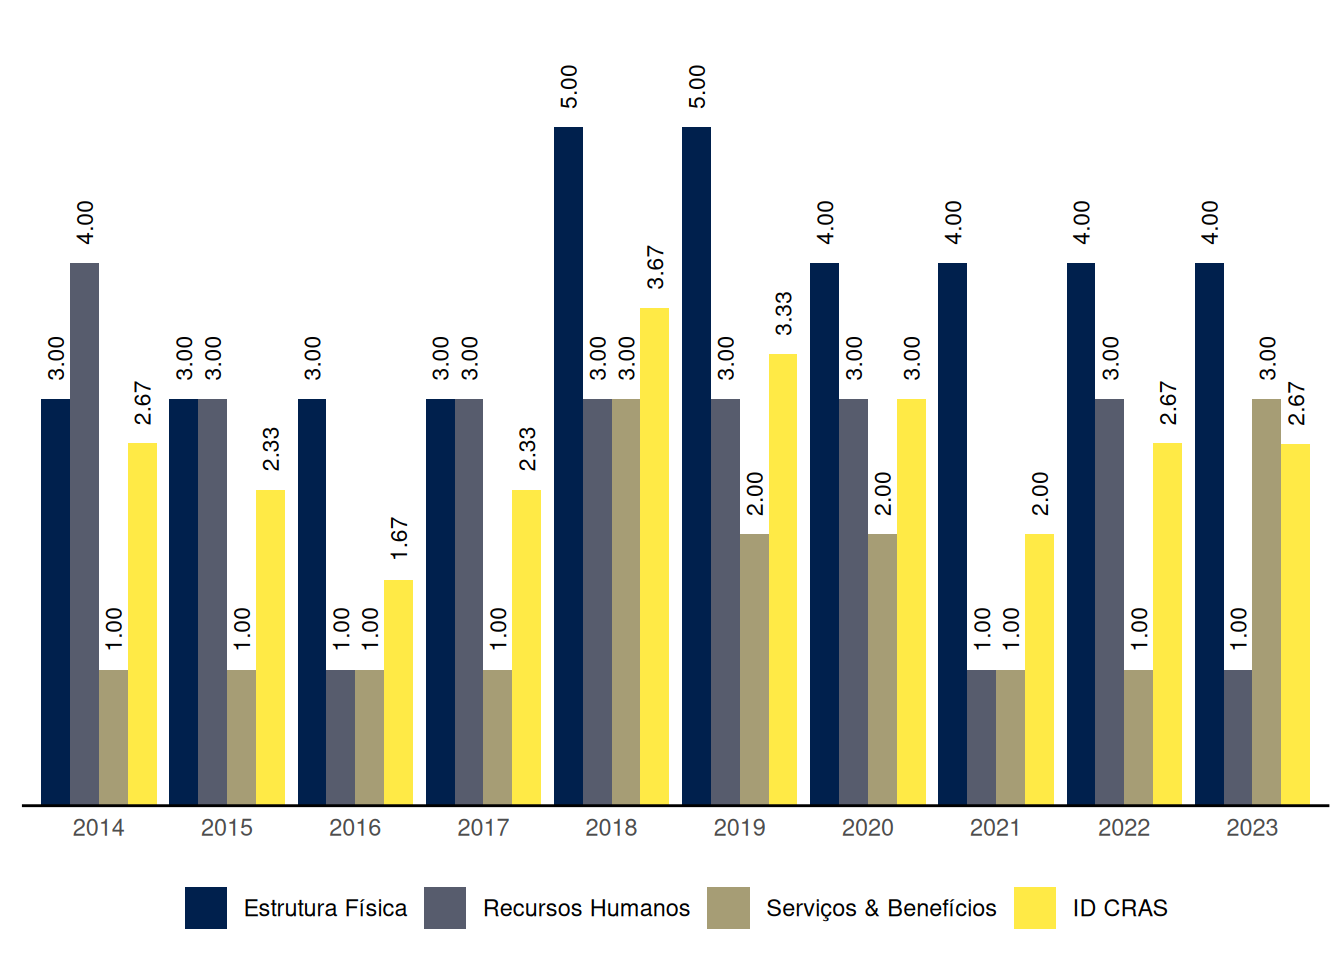 5.00 5.00
4.00 4.00 4.00 4.00 4.00
3.67
3.33
3.00 3.00 3.00 3.00 3.00 3.00 3.00 3.00 3.00 3.00 3.00 3.00 3.00 3.00
2.67 2.67 2.67
2.33 2.33
2.00 2.00 2.00
1.67
1.00 1.00 1.00 1.00 1.00 1.00 1.00 1.00 1.00
2014 2015 2016 2017 2018 2019 2020 2021 2022 2023
Estrutura Física Recursos Humanos Serviços & Benefícios ID CRAS